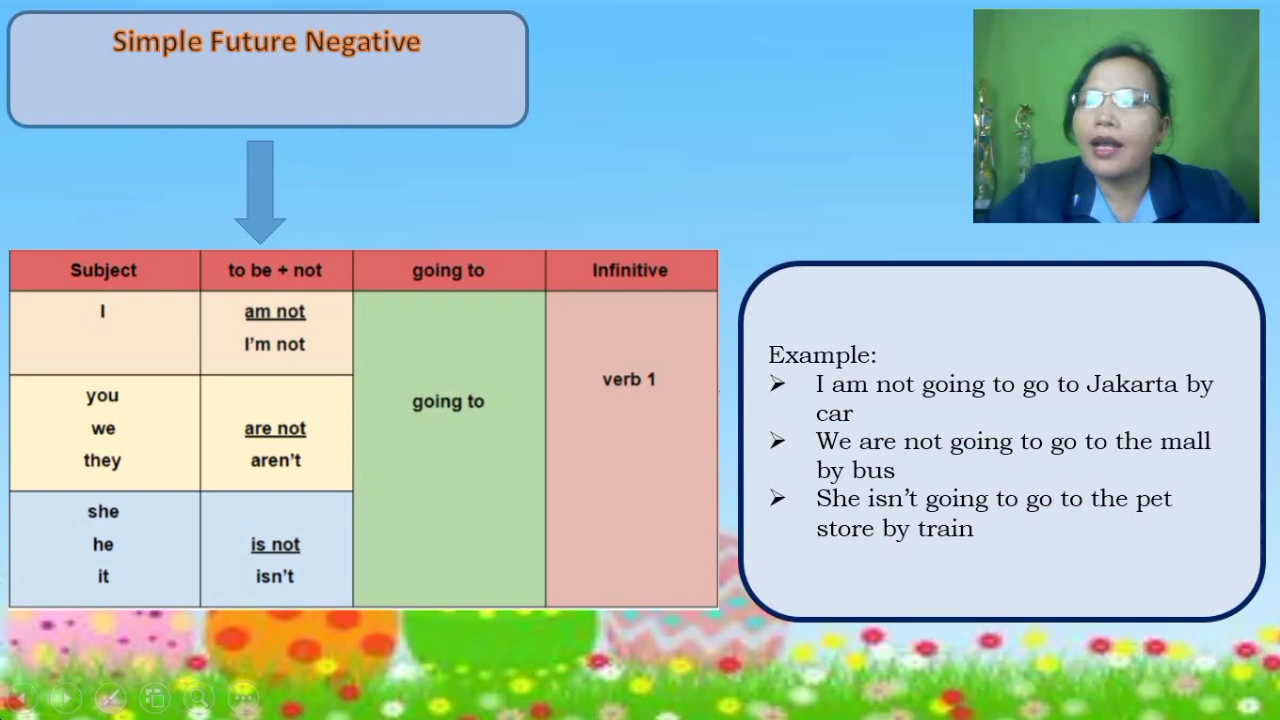 Simple Future Negative
Subject to be + not going to Infinitive
I am not
I'm not
you
we are not
they aren't
going to
verb 1
she
he is not
it isn't
Example:
➢ I am not going to go to Jakarta by
car
➢ We are not going to go to the mall
by bus
➢ She isn't going to go to the pet
store by train